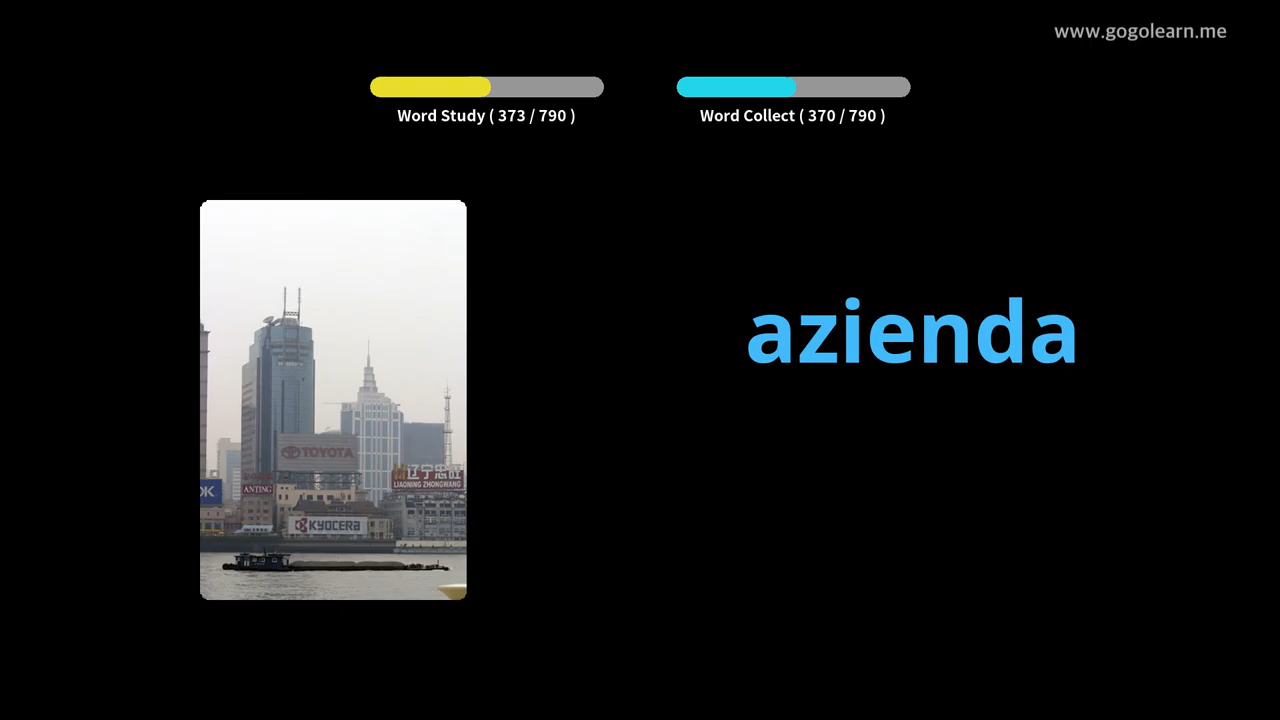 www.gogolearn.me
Word Study ( 373 / 790 )
Word Collect ( 370 / 790 )
azienda
TOYOTA
辽宁忠旺
LIAONING ZHONGWANG
OK
ANTING
KYOCERA